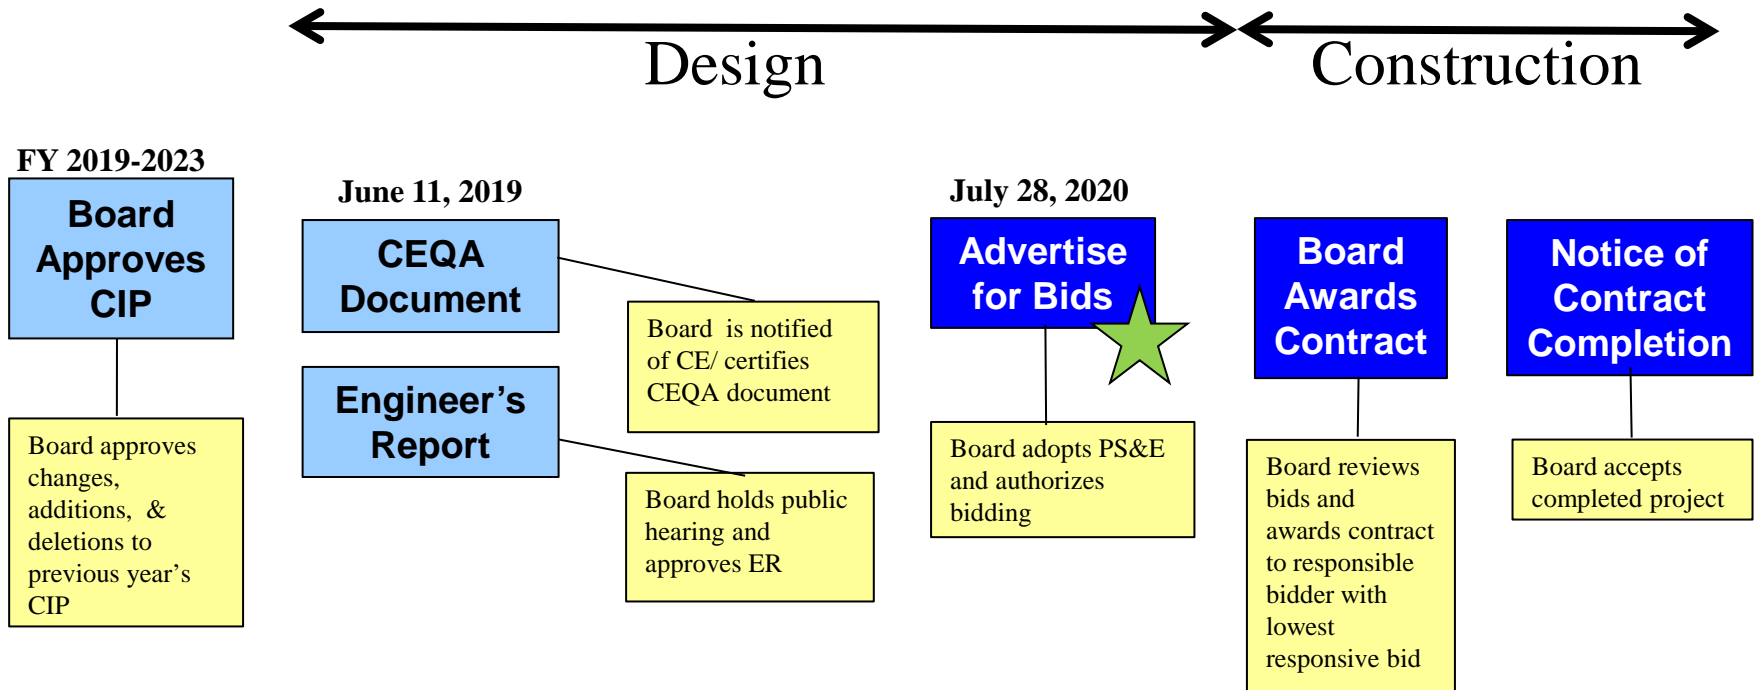 Design
Construction
FY 2019-2023
Board
Approves
CIP
Board approves
changes,
additions, &
deletions to
previous year's
CIP
June 11, 2019
CEQA
Document
Board is notified
of CE/ certifies
CEQA document
Engineer's
Report
Board holds public
hearing and
approves ER
July 28, 2020
Advertise
for Bids
Board adopts PS&E
and authorizes
bidding
Board
Awards
Contract
Board reviews
bids and
awards contract
to responsible
bidder with
lowest
responsive bid
Notice of
Contract
Completion
Board accepts
completed project